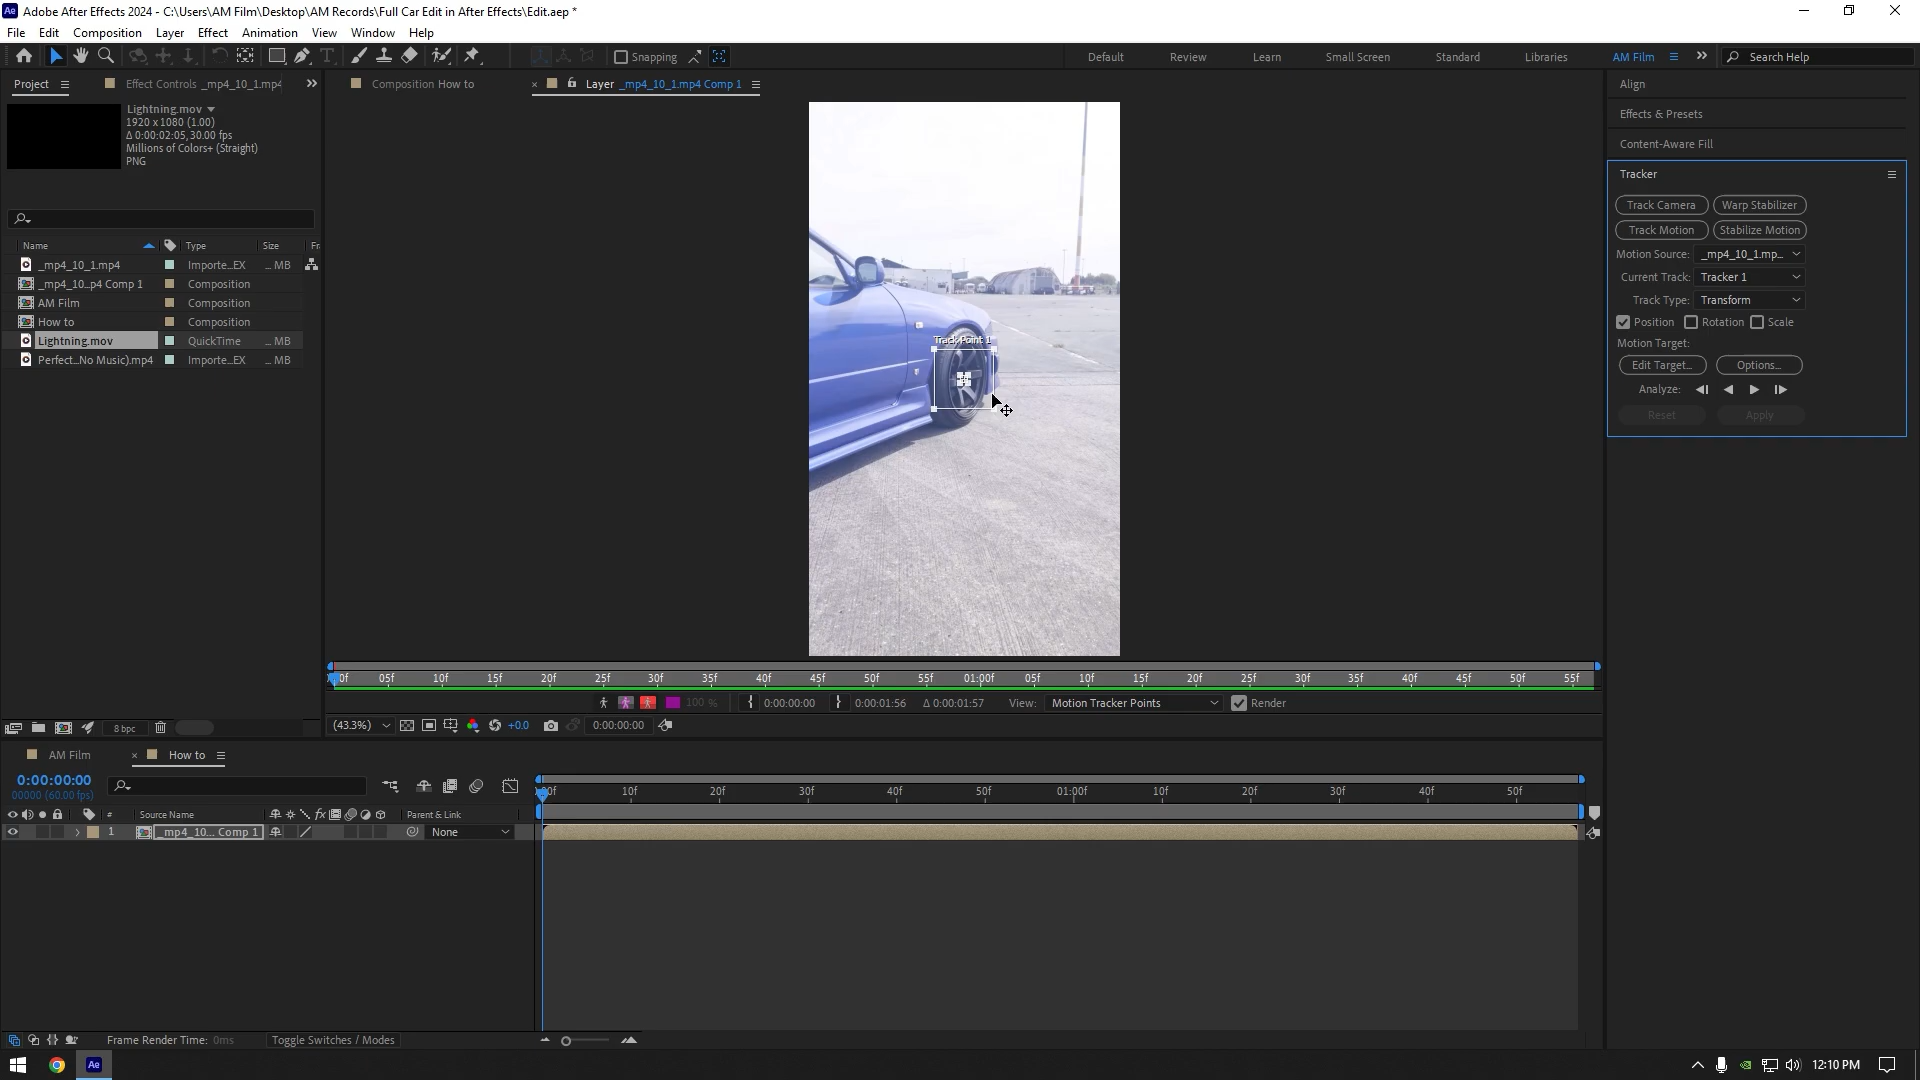 Adobe After Effects 2024 - C:\Users\AM Film\Desktop\AM Records\Full Car Edit in After Effects\Edit.aep *
File Edit Composition Layer Effect Animation View Window Help
Snapping
Default Review Learn Small Screen Standard AM Film Libraries Search Help
Project Effect Controls _mp4_10_1.mp4
Composition How to
Layer _mp4_10_1.mp4 Comp 1
Lightning.mov
1920 x 1080 (1.00)
Δ 0:00:02:05, 30.00 fps
Millions of Colors+ (Straight)
PNG
Name Type Size Fr
_mp4_10_1.mp4 Importe...EX ... MB
_mp4_10...p4 Comp 1 Composition
AM Film Composition
How to Composition
Lightning.mov QuickTime ... MB
Perfect...No Music).mp4 Importe...EX ... MB
8 bpc
Track Point 1
Align
Effects & Presets
Content-Aware Fill
Tracker
Track Camera Warp Stabilizer
Track Motion Stabilize Motion
Motion Source: _mp4_10_1.mp...
Current Track: Tracker 1
Track Type: Transform
Position Rotation Scale
Motion Target:
Edit Target... Options...
Analyze:
Reset Apply
00f 05f 10f 15f 20f 25f 30f 35f 40f 45f 50f 55f 01:00f 05f 10f 15f 20f 25f 30f 35f 40f 45f 50f 55f
100 % 0:00:00:00 0:00:01:56 Δ 0:00:01:57 View: Motion Tracker Points Render
(43.3%) +0.0 0:00:00:00
AM Film How to
0:00:00:00
00000 (60.00 fps)
:00f 10f 20f 30f 40f 50f 01:00f 10f 20f 30f 40f 50f
# Source Name fx Parent & Link
1 _mp4_10... Comp 1 None
Frame Render Time: 0ms Toggle Switches / Modes
Ae 12:10 PM